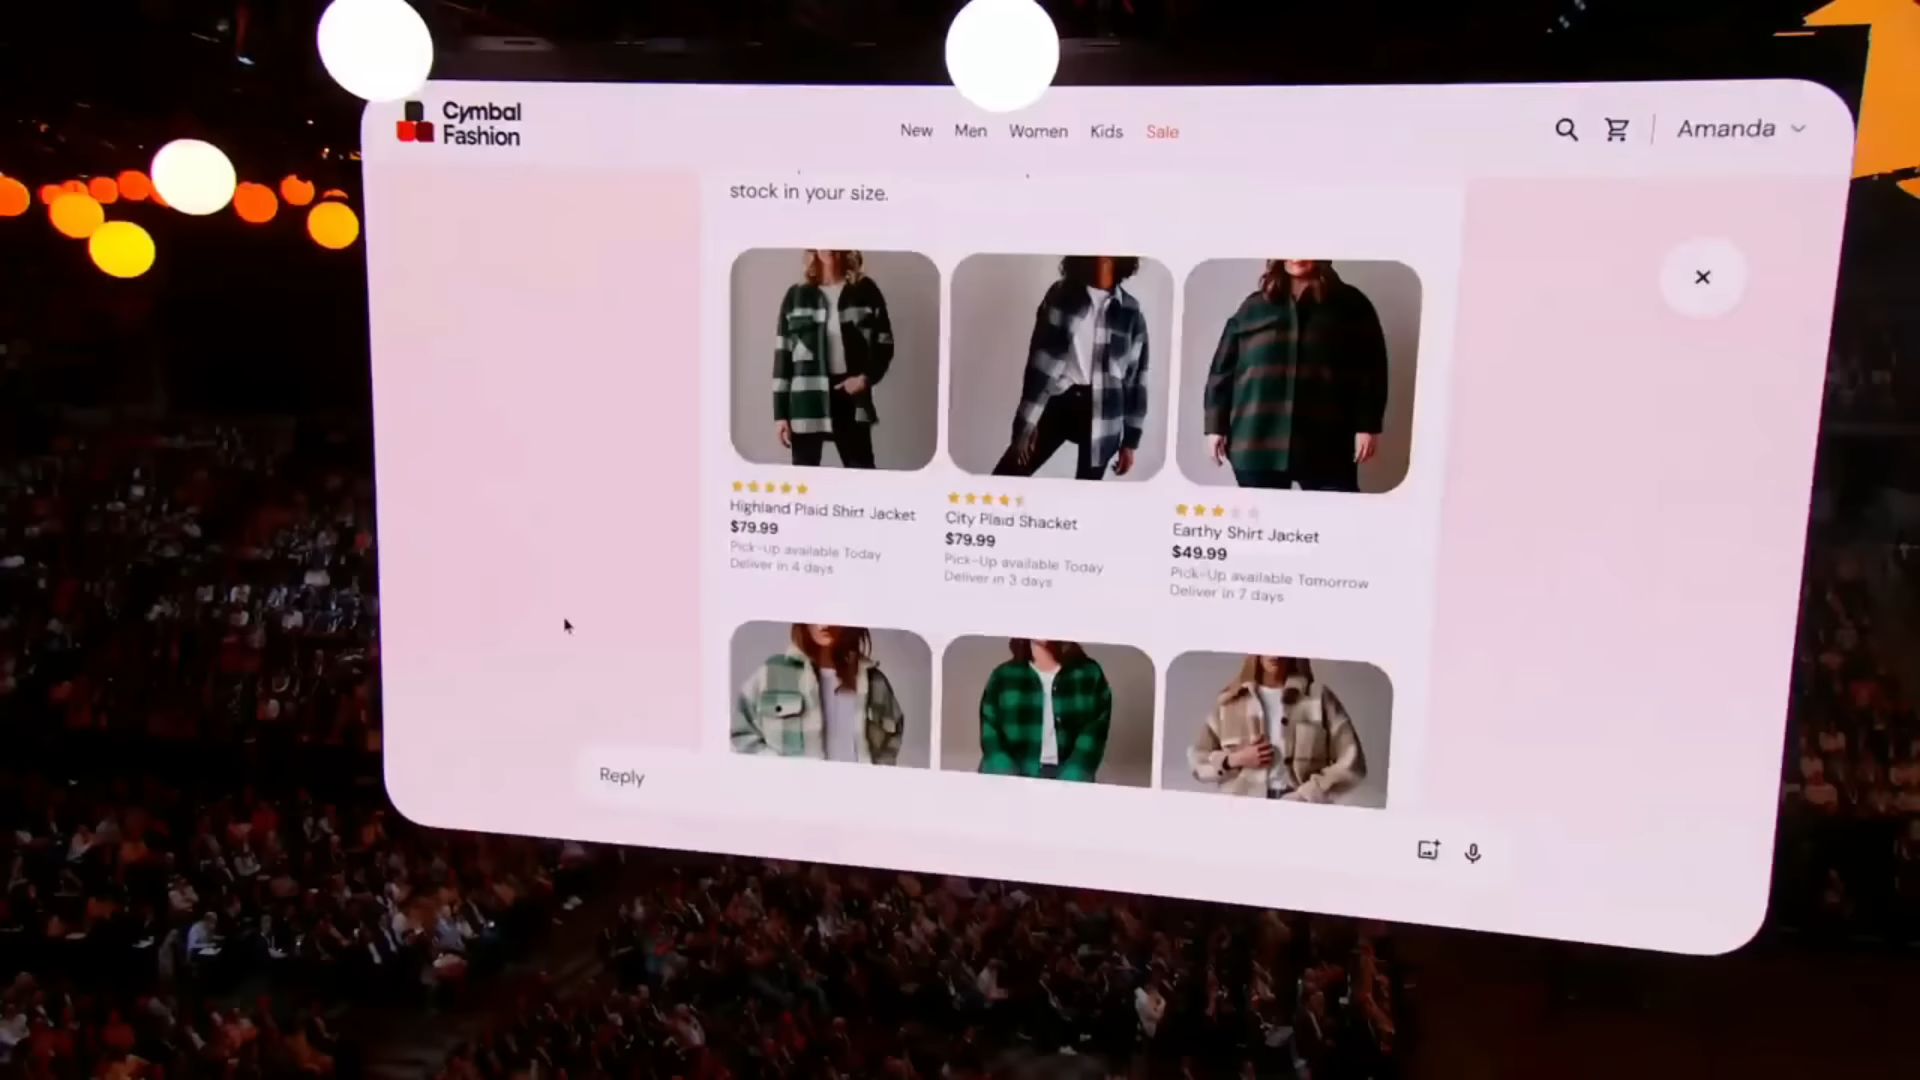 Cymbal
Fashion
New Men Women Kids Sale
Amanda
stock in your size.
Highland Plaid Shirt Jacket
$79.99
Pick-up available Today
Deliver in 4 days
City Plaid Shacket
$79.99
Pick-Up available Today
Deliver in 3 days
Earthy Shirt Jacket
$49.99
Pick-Up available Tomorrow
Deliver in 7 days
Reply